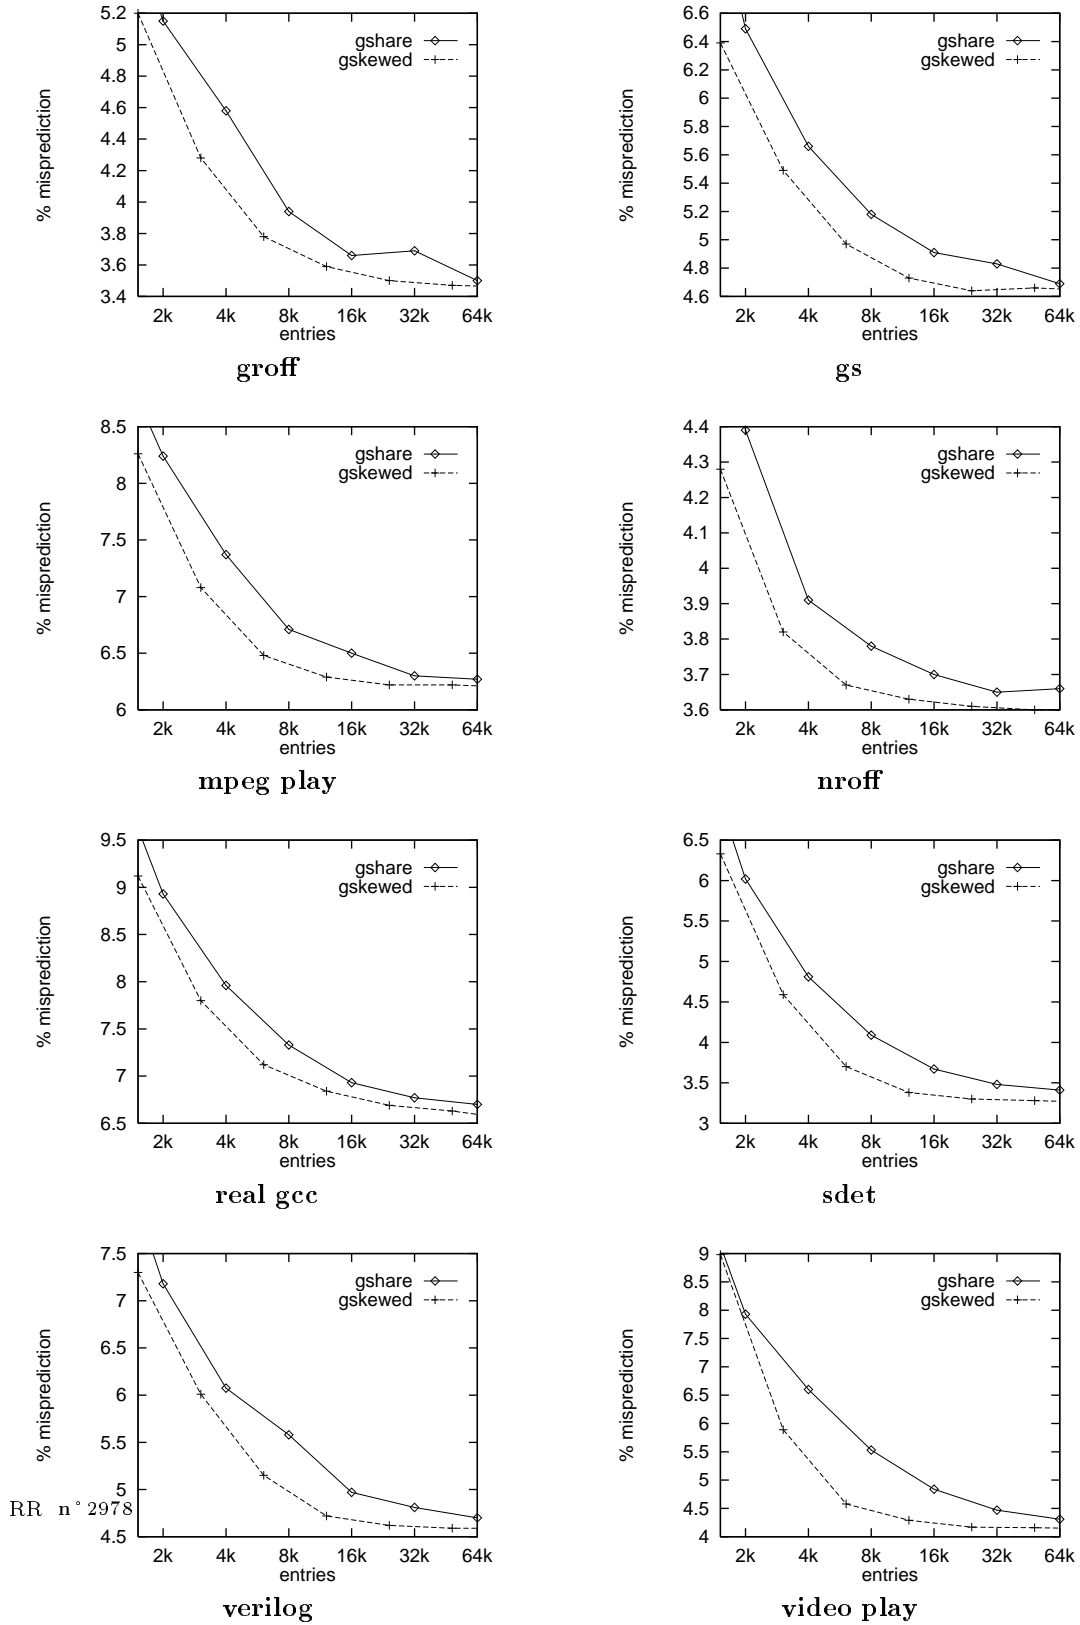 5.2
5
4.8
4.6
4.4
4.2
4
3.8
3.6
3.4
% misprediction
gshare
gskewed
2k 4k 8k 16k 32k 64k
entries
groff
6.6
6.4
6.2
6
5.8
5.6
5.4
5.2
5
4.8
4.6
% misprediction
gshare
gskewed
2k 4k 8k 16k 32k 64k
entries
gs
8.5
8
7.5
7
6.5
6
% misprediction
gshare
gskewed
2k 4k 8k 16k 32k 64k
entries
mpeg play
4.4
4.3
4.2
4.1
4
3.9
3.8
3.7
3.6
% misprediction
gshare
gskewed
2k 4k 8k 16k 32k 64k
entries
nroff
9.5
9
8.5
8
7.5
7
6.5
% misprediction
gshare
gskewed
2k 4k 8k 16k 32k 64k
entries
real gcc
6.5
6
5.5
5
4.5
4
3.5
3
% misprediction
gshare
gskewed
2k 4k 8k 16k 32k 64k
entries
sdet
7.5
7
6.5
6
5.5
5
4.5
% misprediction
gshare
gskewed
RR n°2978
2k 4k 8k 16k 32k 64k
entries
verilog
9
8.5
8
7.5
7
6.5
6
5.5
5
4.5
4
% misprediction
gshare
gskewed
2k 4k 8k 16k 32k 64k
entries
video play